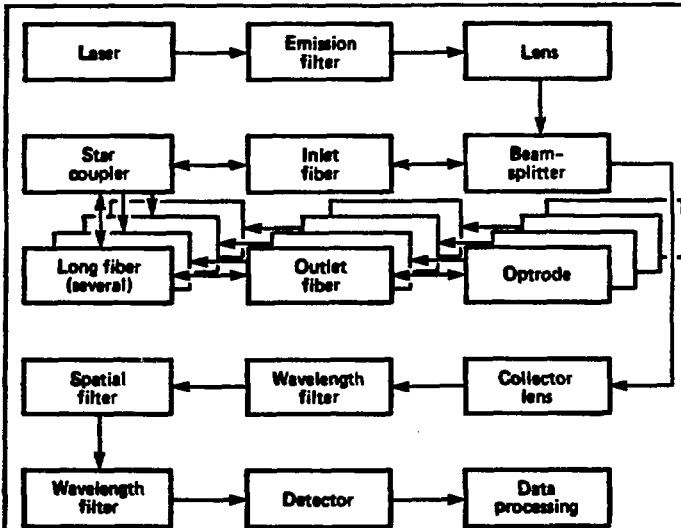 Laser
Emission
filter
Lens
Star
coupler
Inlet
fiber
Beam-
splitter
Long fiber
(several)
Outlet
fiber
Optrode
Spatial
filter
Wavelength
filter
Collector
lens
Wavelength
filter
Detector
Data
processing